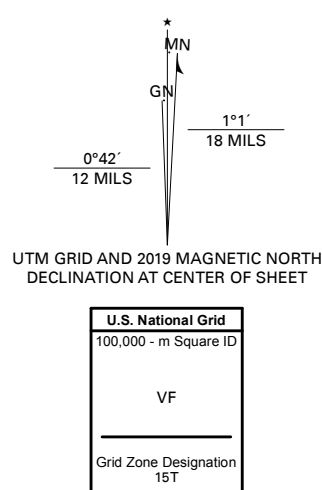 ★
MN
GN
1°1´
18 MILS
0°42´
12 MILS
UTM GRID AND 2019 MAGNETIC NORTH
DECLINATION AT CENTER OF SHEET
U.S. National Grid
100,000 - m Square ID
VF
Grid Zone Designation
15T